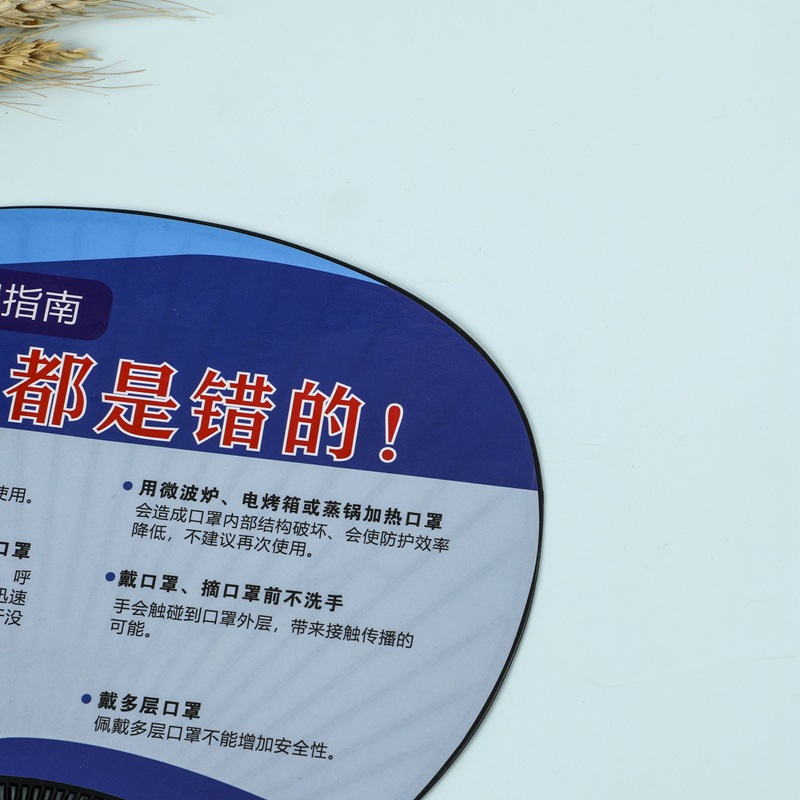 指南
都是错的！
使用。
口罩
呼
迅速
于没
用微波炉、电烤箱或蒸锅加热口罩
会造成口罩内部结构破坏、会使防护效率
降低，不建议再次使用。
戴口罩、摘口罩前不洗手
手会触碰到口罩外层，带来接触传播的
可能。
戴多层口罩
佩戴多层口罩不能增加安全性。